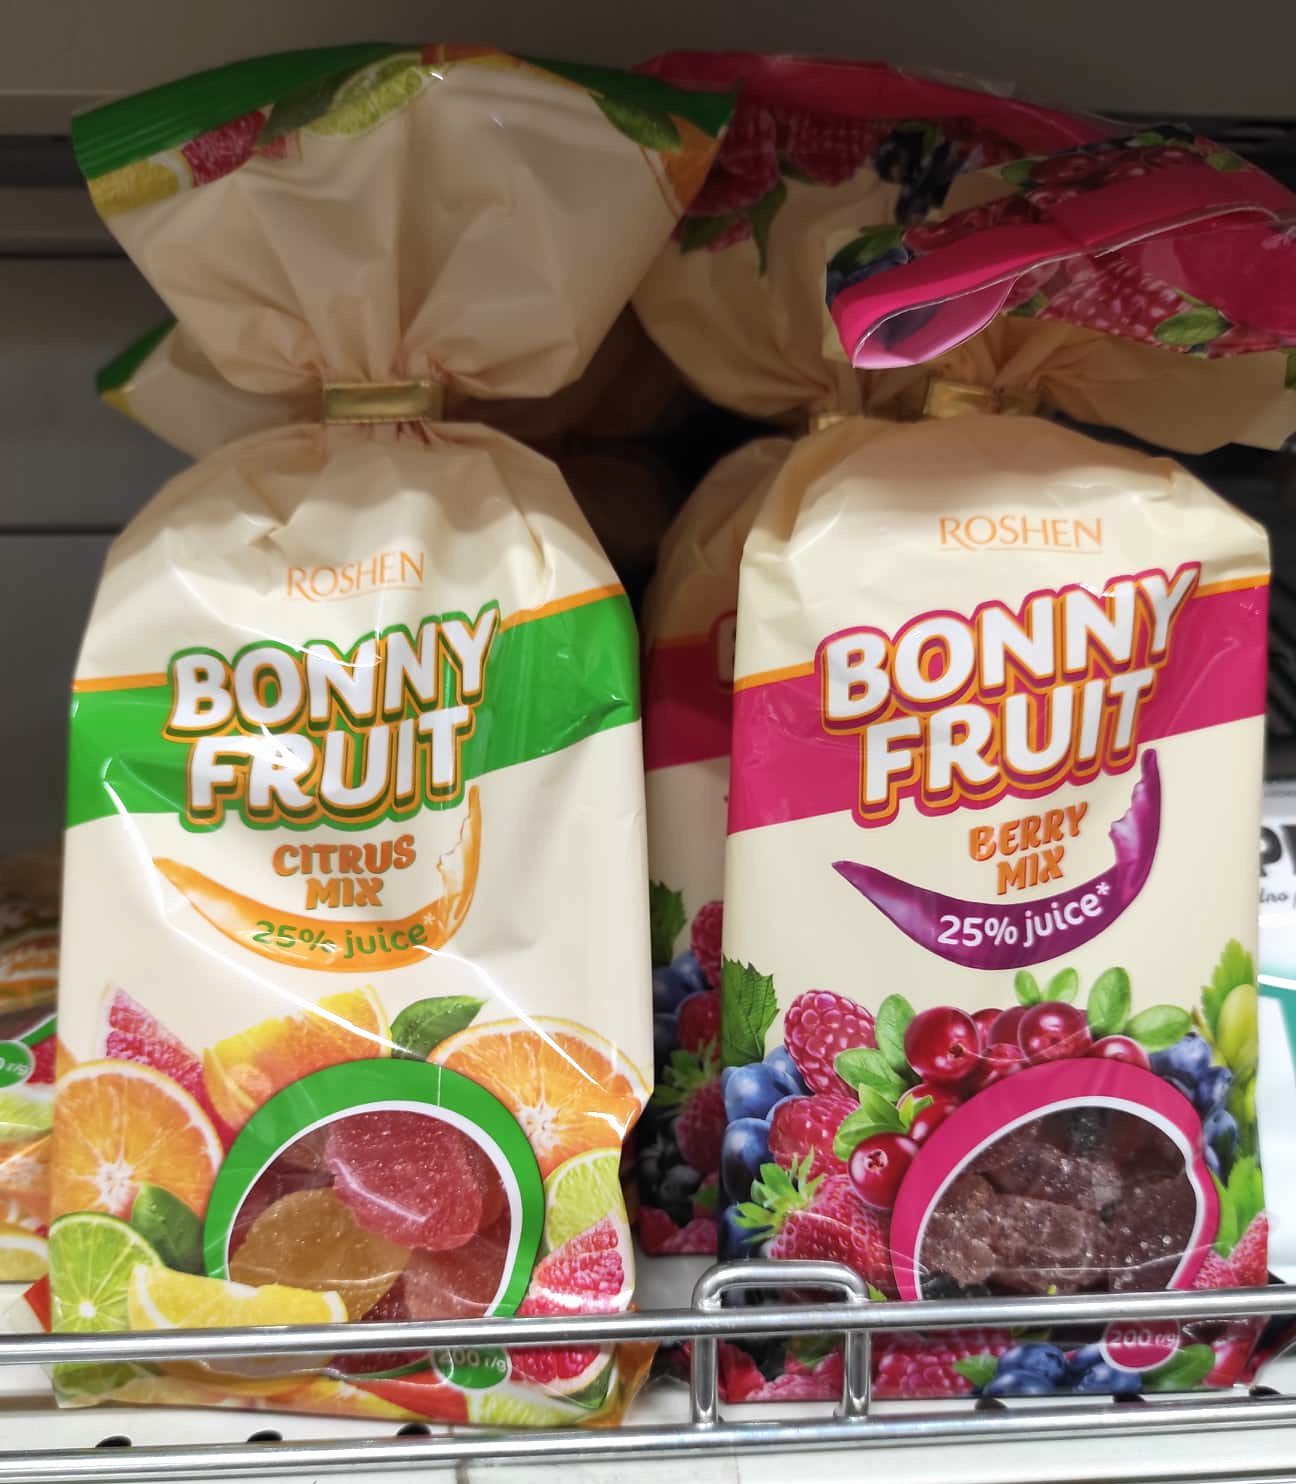 ROSHEN
BONNY
FRUIT
CITRUS
MIX
25% juice*
200 г/g
ROSHEN
BONNY
FRUIT
BERRY
MIX
25% juice*
200 г/g
г/g